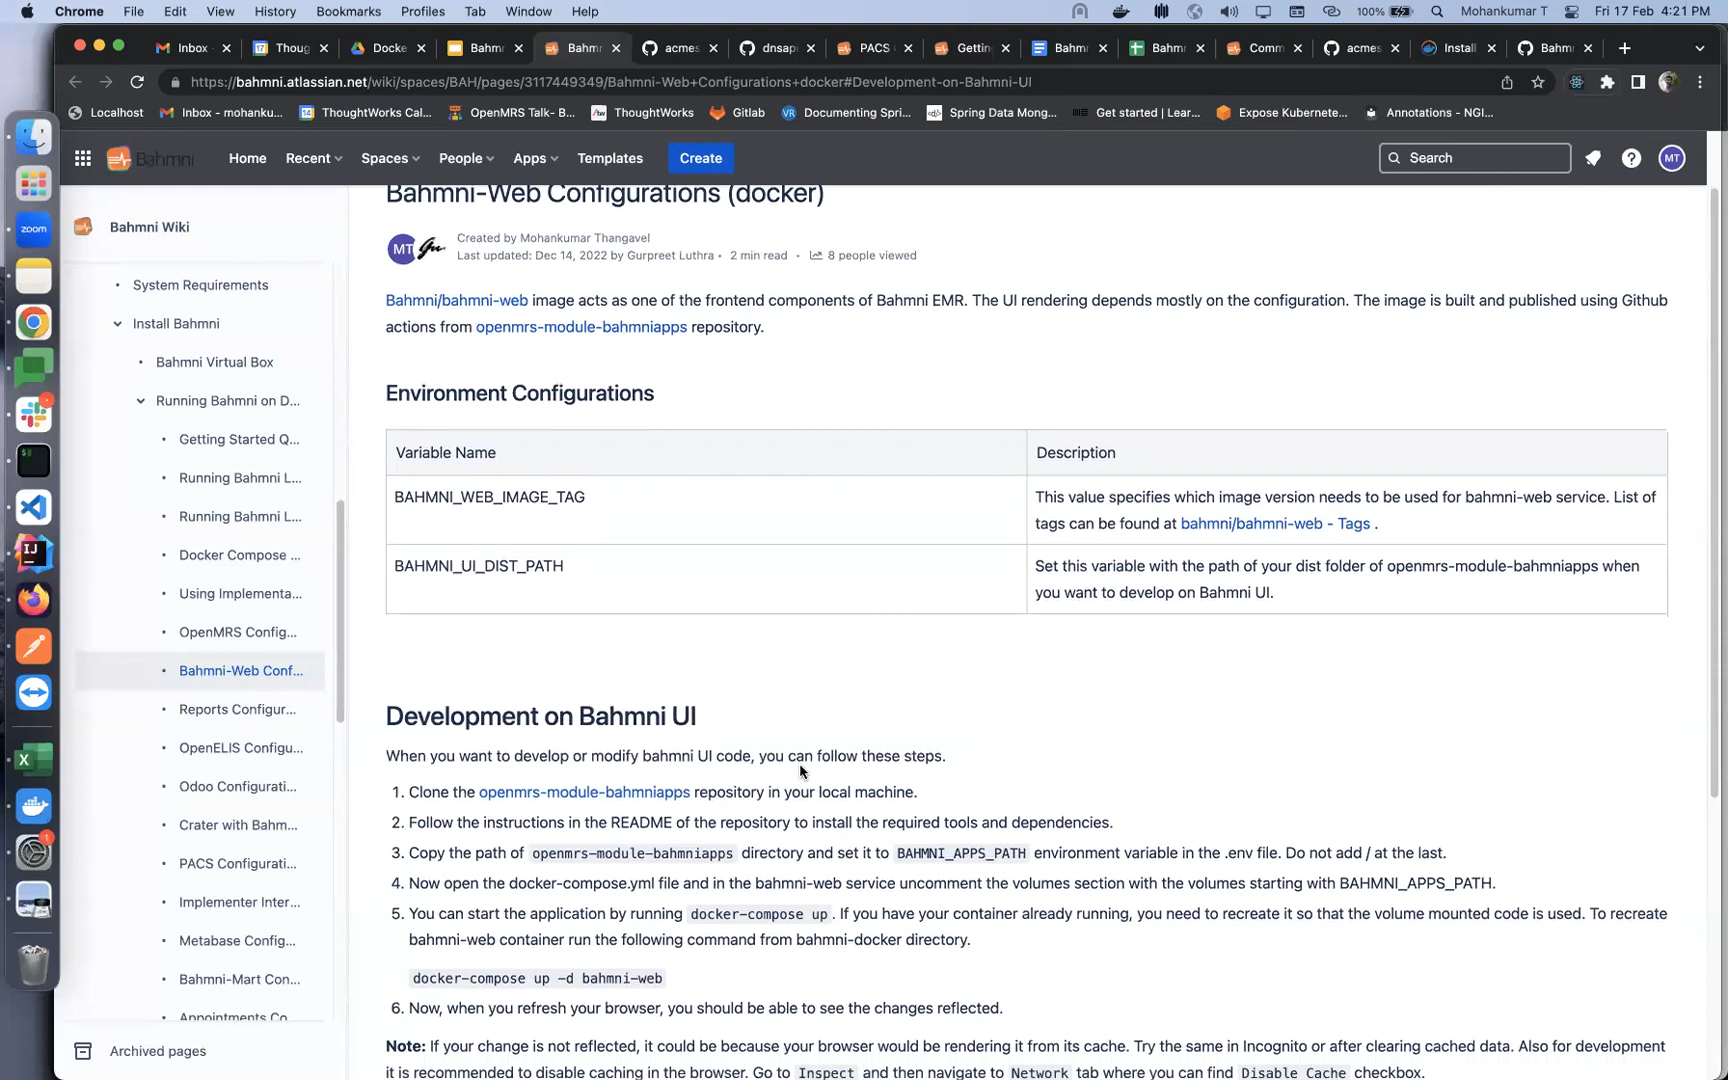 Chrome File Edit View History Bookmarks Profiles Tab Window Help 100% Mohankumar T Fri 17 Feb 4:21 PM
Inbox - Thoug Docke Bahmn Bahmn acmes dnsapi PACS Gettin Bahm Bahm Comm acmes Install Bahmn
https://bahmni.atlassian.net/wiki/spaces/BAH/pages/3117449349/Bahmni-Web+Configurations+docker#Development-on-Bahmni-UI
Localhost Inbox - mohanku... ThoughtWorks Cal... OpenMRS Talk- B... ThoughtWorks Gitlab Documenting Spri... Spring Data Mong... Get started | Lear... Expose Kubernete... Annotations - NGI...
Bahmni Home Recent Spaces People Apps Templates Create Search MT
Bahmni Wiki
System Requirements
Install Bahmni
Bahmni Virtual Box
Running Bahmni on D...
Getting Started Q...
Running Bahmni L...
Running Bahmni L...
Docker Compose ...
Using Implementa...
OpenMRS Config...
Bahmni-Web Conf...
Reports Configur...
OpenELIS Configu...
Odoo Configurati...
Crater with Bahm...
PACS Configurati...
Implementer Inter...
Metabase Config...
Bahmni-Mart Con...
Appointments Co
Archived pages
Bahmni-Web Configurations (docker)
MT
Created by Mohankumar Thangavel
Last updated: Dec 14, 2022 by Gurpreet Luthra • 2 min read • 8 people viewed
Bahmni/bahmni-web image acts as one of the frontend components of Bahmni EMR. The UI rendering depends mostly on the configuration. The image is built and published using Github
actions from openmrs-module-bahmniapps repository.
Environment Configurations
Variable Name Description
BAHMNI_WEB_IMAGE_TAG This value specifies which image version needs to be used for bahmni-web service. List of
tags can be found at bahmni/bahmni-web - Tags .
BAHMNI_UI_DIST_PATH Set this variable with the path of your dist folder of openmrs-module-bahmniapps when
you want to develop on Bahmni UI.
Development on Bahmni UI
When you want to develop or modify bahmni UI code, you can follow these steps.
1. Clone the openmrs-module-bahmniapps repository in your local machine.
2. Follow the instructions in the README of the repository to install the required tools and dependencies.
3. Copy the path of openmrs-module-bahmniapps directory and set it to BAHMNI_APPS_PATH environment variable in the .env file. Do not add / at the last.
4. Now open the docker-compose.yml file and in the bahmni-web service uncomment the volumes section with the volumes starting with BAHMNI_APPS_PATH.
5. You can start the application by running docker-compose up . If you have your container already running, you need to recreate it so that the volume mounted code is used. To recreate
bahmni-web container run the following command from bahmni-docker directory.
docker-compose up -d bahmni-web
6. Now, when you refresh your browser, you should be able to see the changes reflected.
Note: If your change is not reflected, it could be because your browser would be rendering it from its cache. Try the same in Incognito or after clearing cached data. Also for development
it is recommended to disable caching in the browser. Go to Inspect and then navigate to Network tab where you can find Disable Cache checkbox.